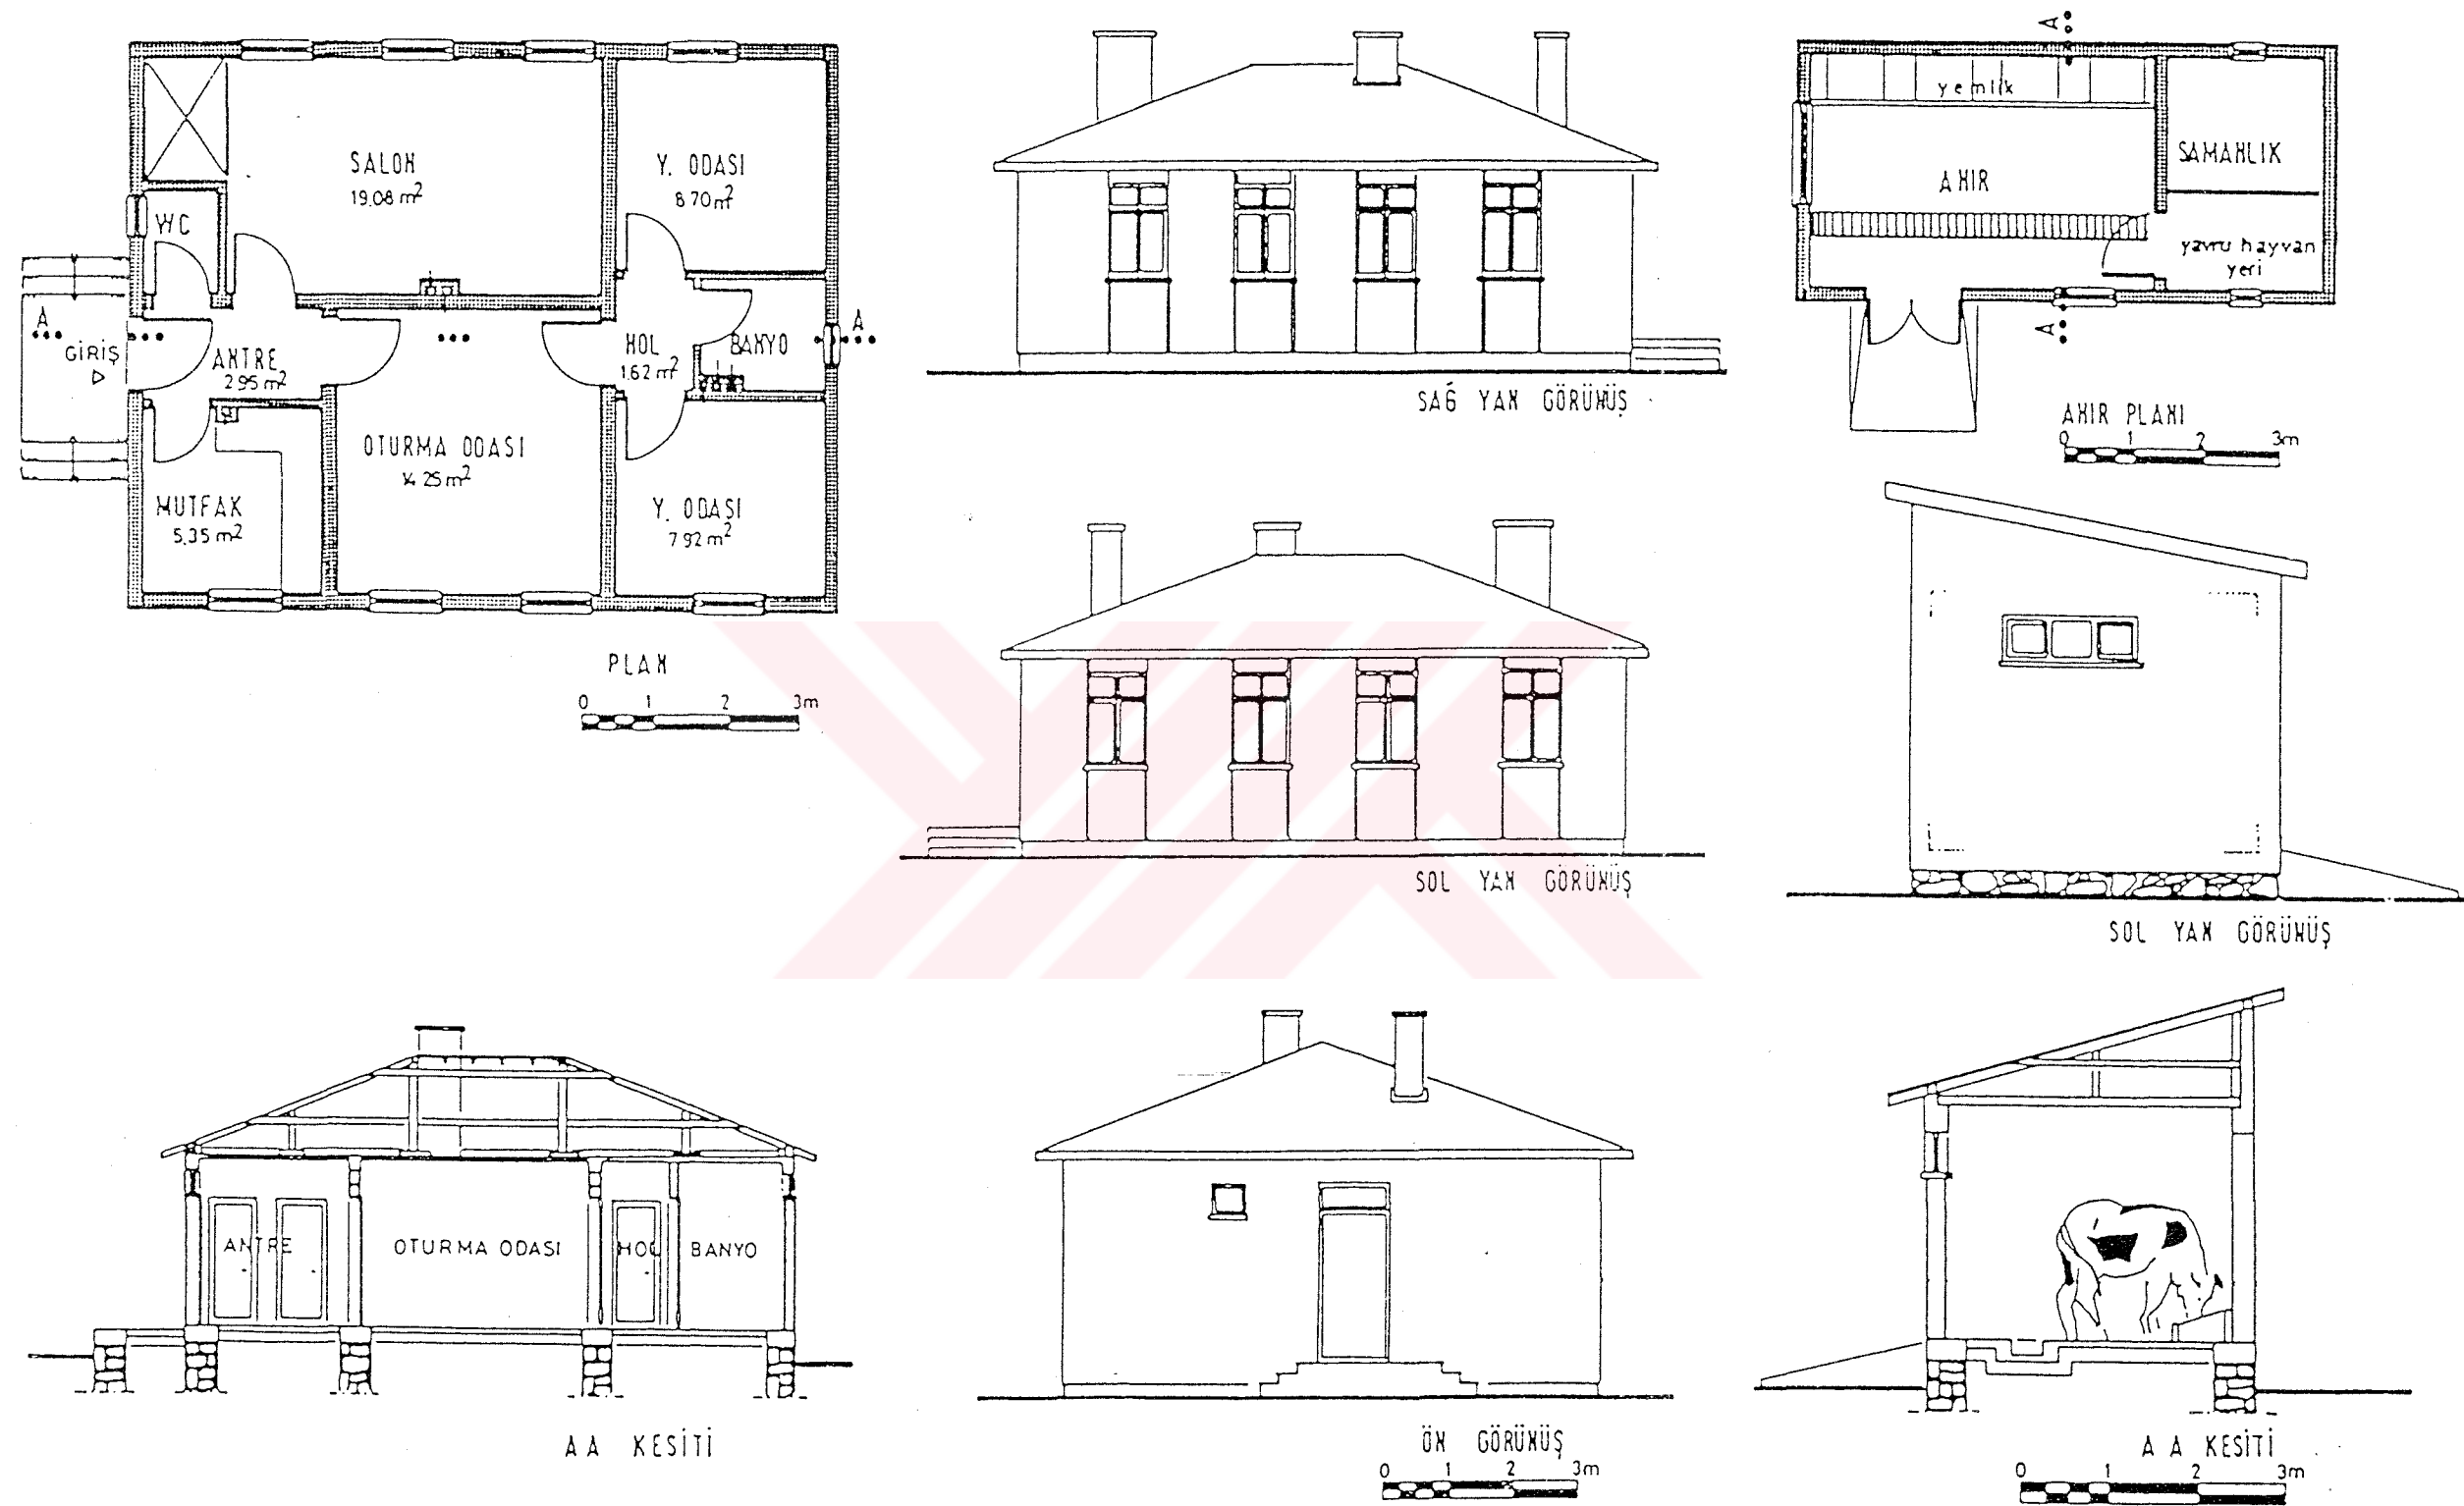 SALON
19.08 m²
Y. ODASI
8.70 m²
WC
A
GİRİŞ
ANTRE
2.95 m²
HOL
1.62 m²
BANYO
A
OTURMA ODASI
14.25 m²
MUTFAK
5.35 m²
Y. ODASI
7.92 m²
PLAN
0 1 2 3m
SAĞ YAN GÖRÜNÜŞ
A
yemlik
SAMANLIK
AHIR
yavru hayvan
yeri
A
AHIR PLANI
0 1 2 3m
SOL YAN GÖRÜNÜŞ
SOL YAN GÖRÜNÜŞ
ANTRE
OTURMA ODASI
HOL
BANYO
AA KESİTİ
ÖN GÖRÜNÜŞ
0 1 2 3m
A A KESİTİ
0 1 2 3m